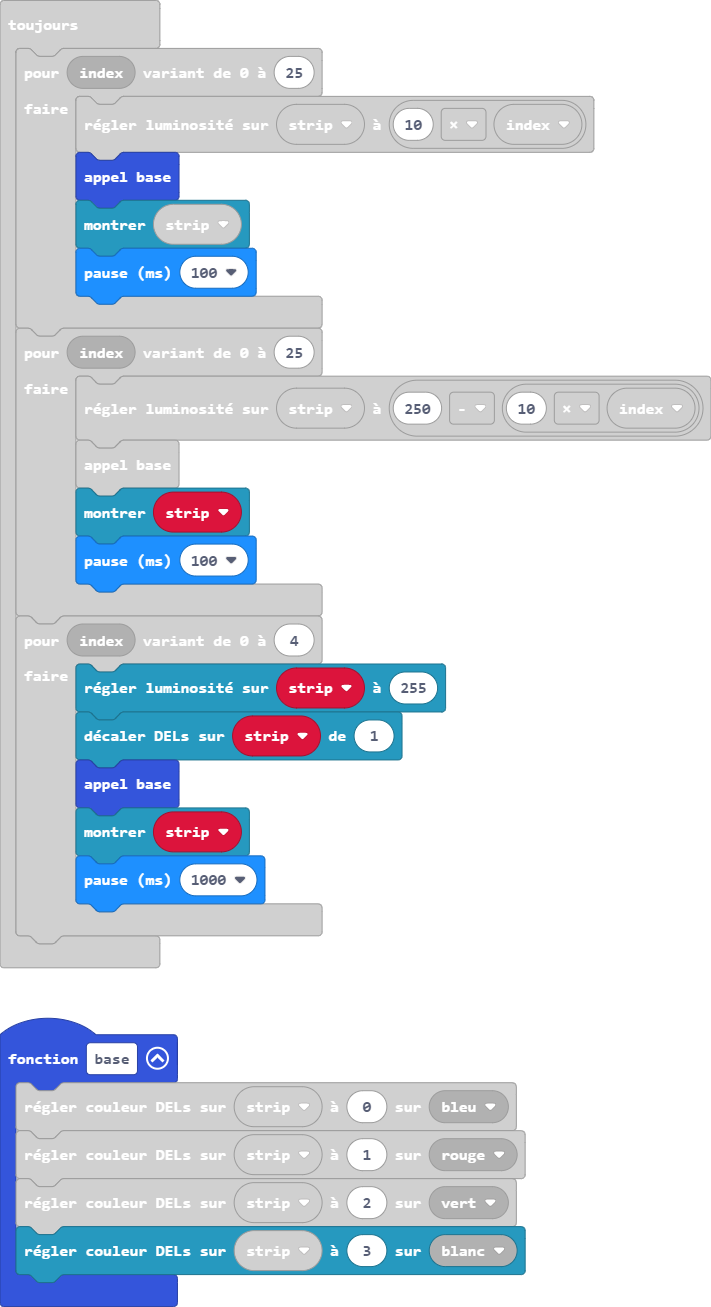 toujours
pour index variant de 0 à 25
faire
régler luminosité sur strip à 10 × index
appel base
montrer strip
pause (ms) 100
pour index variant de 0 à 25
faire
régler luminosité sur strip à 250 - 10 × index
appel base
montrer strip
pause (ms) 100
pour index variant de 0 à 4
faire
régler luminosité sur strip à 255
décaler DELs sur strip de 1
appel base
montrer strip
pause (ms) 1000
fonction base
régler couleur DELs sur strip à 0 sur bleu
régler couleur DELs sur strip à 1 sur rouge
régler couleur DELs sur strip à 2 sur vert
régler couleur DELs sur strip à 3 sur blanc